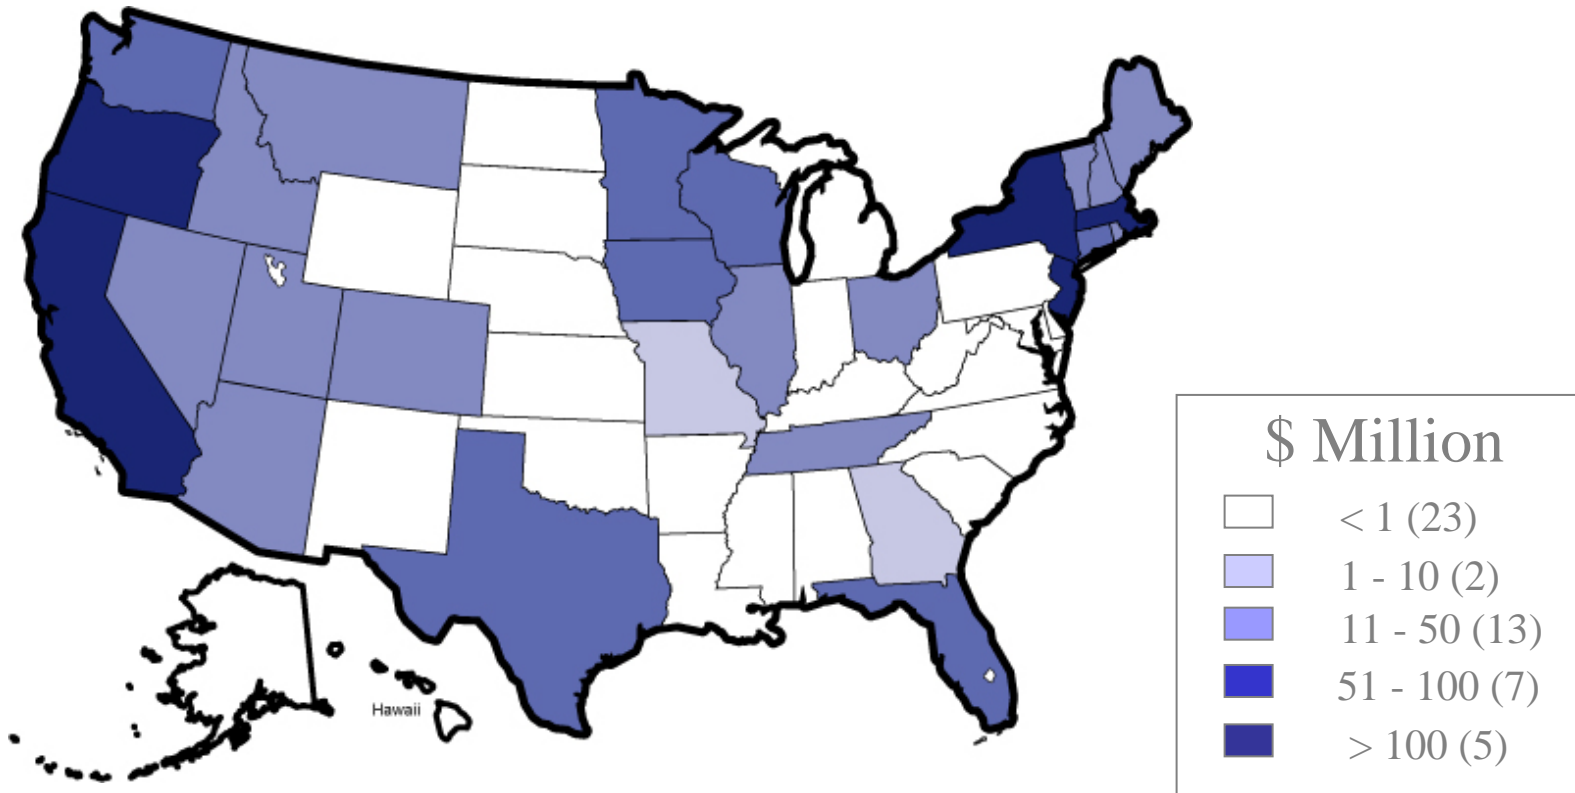 Hawaii
$ Million
< 1 (23)
1 - 10 (2)
11 - 50 (13)
51 - 100 (7)
> 100 (5)